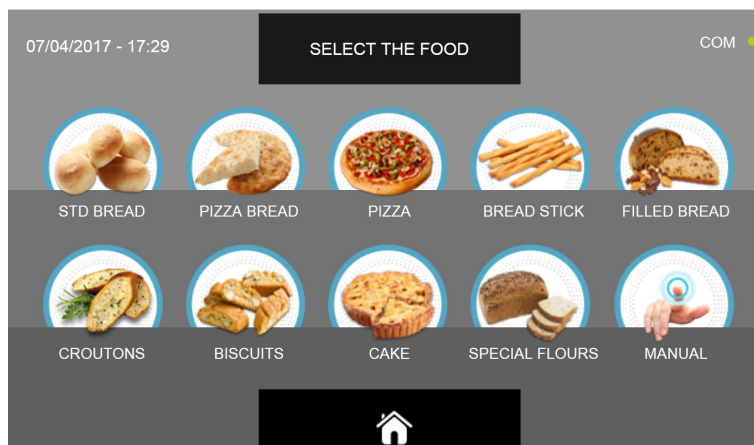 07/04/2017 - 17:29
SELECT THE FOOD
COM
STD BREAD
PIZZA BREAD
PIZZA
BREAD STICK
FILLED BREAD
CROUTONS
BISCUITS
CAKE
SPECIAL FLOURS
MANUAL